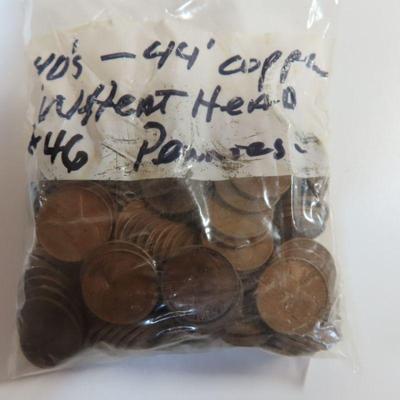 40's - 44' Copper
Wheat Head
#46 Pennies